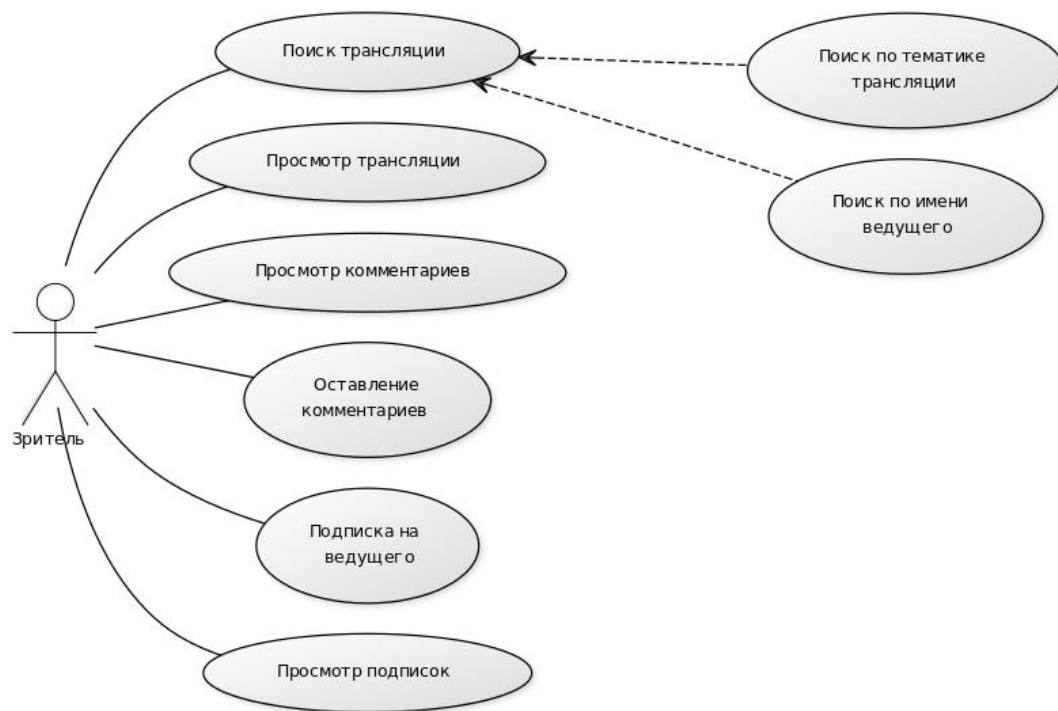 Поиск трансляции
Поиск по тематике
трансляции
Просмотр трансляции
Поиск по имени
ведущего
Просмотр комментариев
Оставление
комментариев
Зритель
Подписка на
ведущего
Просмотр подписок